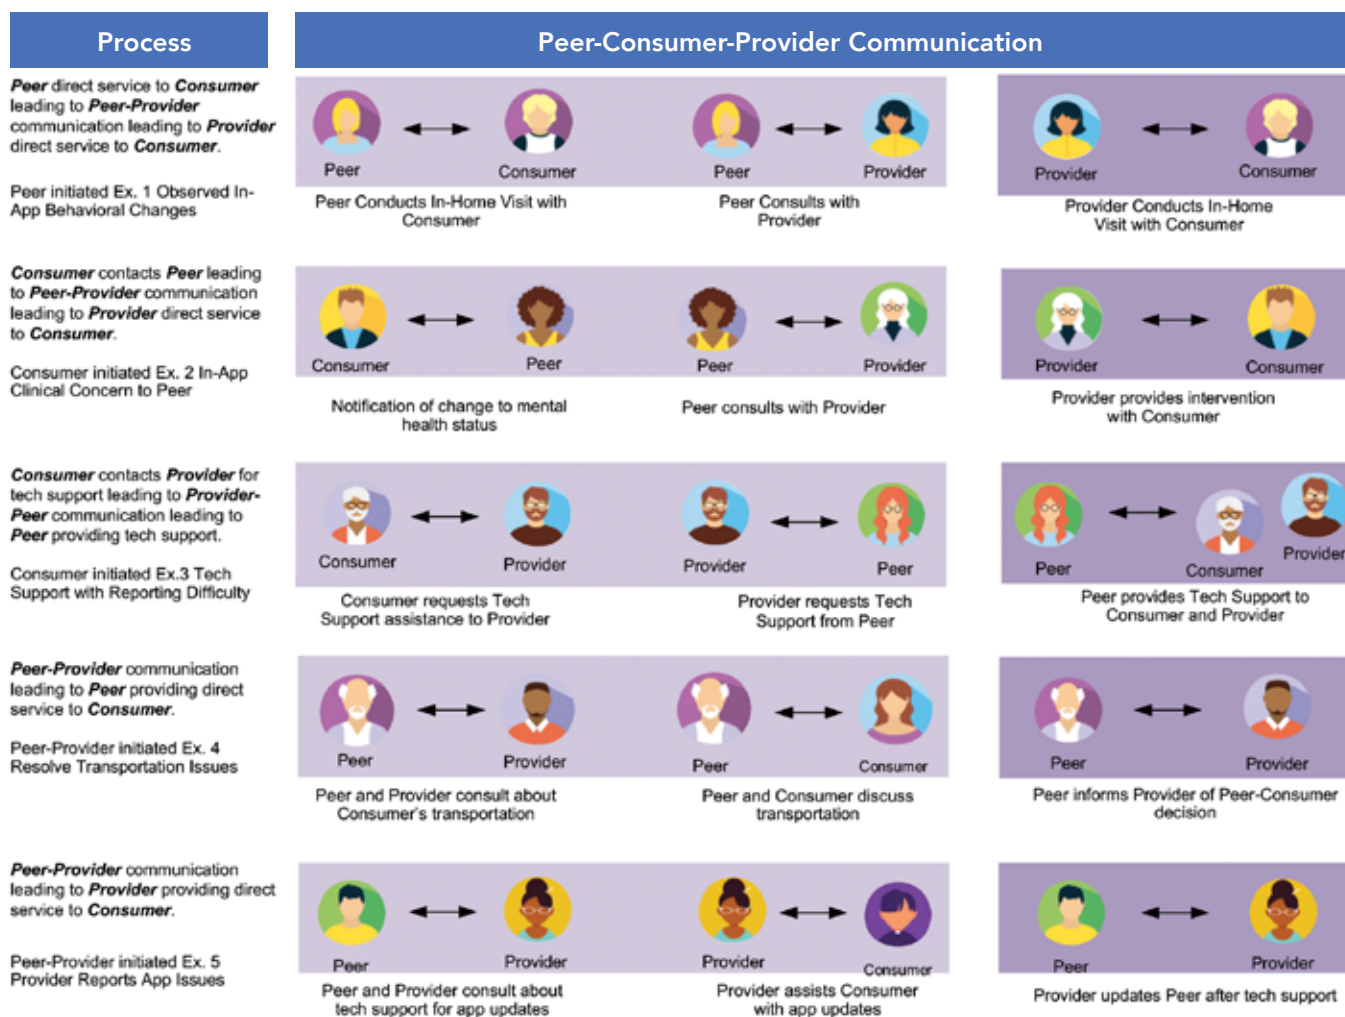 Process
Peer-Consumer-Provider Communication
Peer direct service to Consumer
leading to Peer-Provider
communication leading to Provider
direct service to Consumer.
Peer initiated Ex. 1 Observed In-
App Behavioral Changes
Peer
Consumer
Peer Conducts In-Home Visit with
Consumer
Peer
Provider
Peer Consults with
Provider
Provider
Consumer
Provider Conducts In-Home
Visit with Consumer
Consumer contacts Peer leading
to Peer-Provider communication
leading to Provider direct service
to Consumer.
Consumer initiated Ex. 2 In-App
Clinical Concern to Peer
Consumer
Peer
Notification of change to mental
health status
Peer
Provider
Peer consults with Provider
Provider
Consumer
Provider provides intervention
with Consumer
Consumer contacts Provider for
tech support leading to Provider-
Peer communication leading to
Peer providing tech support.
Consumer initiated Ex.3 Tech
Support with Reporting Difficulty
Consumer
Provider
Consumer requests Tech
Support assistance to Provider
Provider
Peer
Provider requests Tech
Support from Peer
Peer
Consumer
Provider
Peer provides Tech Support to
Consumer and Provider
Peer-Provider communication
leading to Peer providing direct
service to Consumer.
Peer-Provider initiated Ex. 4
Resolve Transportation Issues
Peer
Provider
Peer and Provider consult about
Consumer's transportation
Peer
Consumer
Peer and Consumer discuss
transportation
Peer
Provider
Peer informs Provider of Peer-Consumer
decision
Peer-Provider communication
leading to Provider providing direct
service to Consumer.
Peer-Provider initiated Ex. 5
Provider Reports App Issues
Peer
Provider
Peer and Provider consult about
tech support for app updates
Provider
Consumer
Provider assists Consumer
with app updates
Peer
Provider
Provider updates Peer after tech support